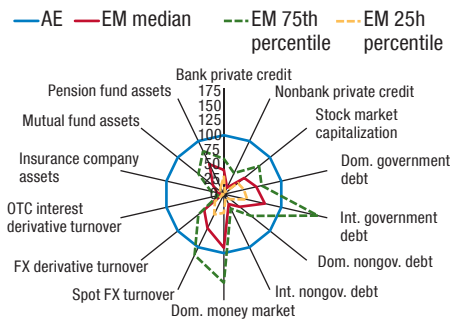 AE EM median EM 75th percentile EM 25h percentile
Bank private credit
Nonbank private credit
Stock market
capitalization
Dom. government
debt
Int. government
debt
Dom. nongov. debt
Int. nongov. debt
Dom. money market
Spot FX turnover
FX derivative turnover
OTC interest
derivative turnover
Insurance company
assets
Mutual fund assets
Pension fund assets
175
150
125
100
75
50
25
0